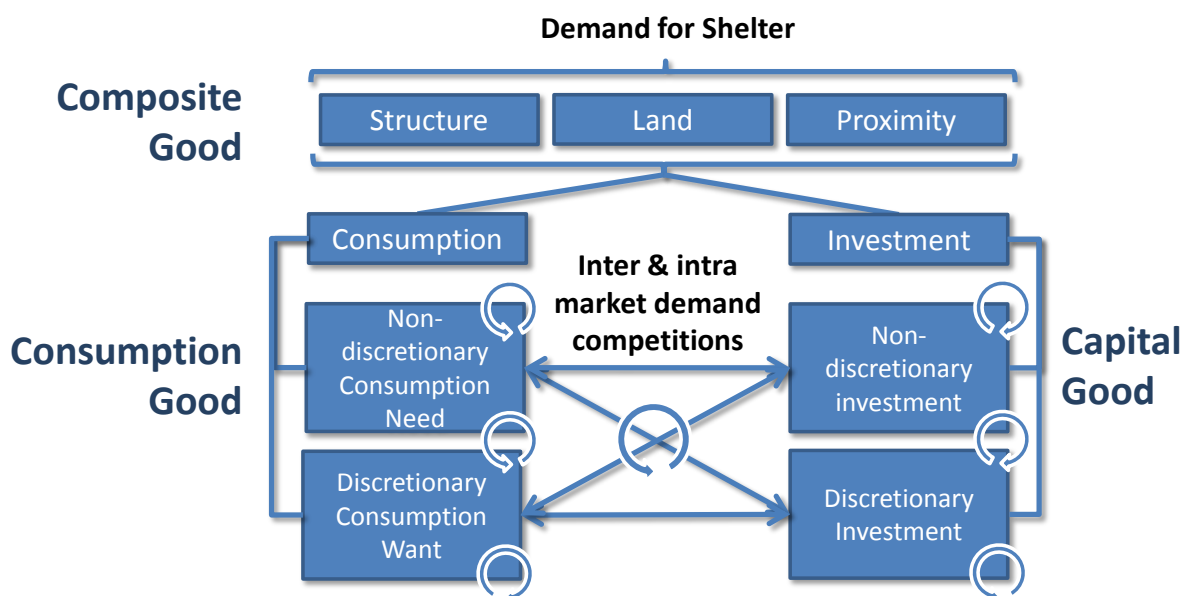 Demand for Shelter
Composite
Good
Structure
Land
Proximity
Consumption
Investment
Inter & intra
market demand
competitions
Consumption
Good
Non-
discretionary
Consumption
Need
Non-
discretionary
investment
Capital
Good
Discretionary
Consumption
Want
Discretionary
Investment